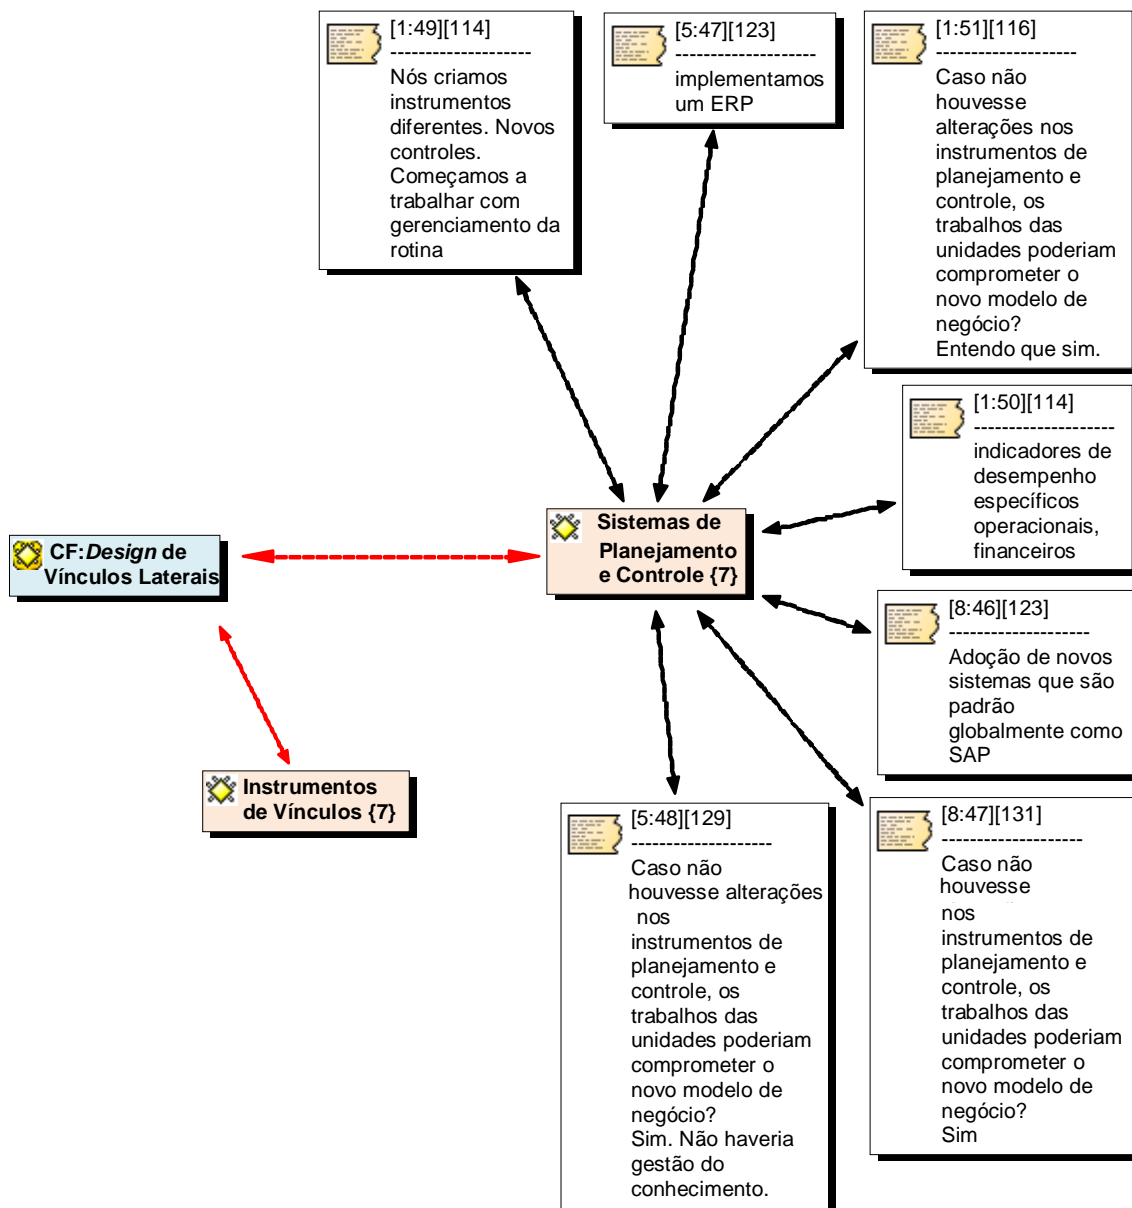 [1:49][114]
--------------------
Nós criamos
instrumentos
diferentes. Novos
controles.
Começamos a
trabalhar com
gerenciamento da
rotina
[5:47][123]
--------------------
implementamos
um ERP
[1:51][116]
--------------------
Caso não
houvesse
alterações nos
instrumentos de
planejamento e
controle, os
trabalhos das
unidades poderiam
comprometer o
novo modelo de
negócio?
Entendo que sim.
[1:50][114]
--------------------
indicadores de
desempenho
específicos
operacionais,
financeiros
Sistemas de
Planejamento
e Controle {7}
CF:Design de
Vínculos Laterais
[8:46][123]
--------------------
Adoção de novos
sistemas que são
padrão
globalmente como
SAP
Instrumentos
de Vínculos {7}
[5:48][129]
--------------------
Caso não
houvesse alterações
nos
instrumentos de
planejamento e
controle, os
trabalhos das
unidades poderiam
comprometer o
novo modelo de
negócio?
Sim. Não haveria
gestão do
conhecimento.
[8:47][131]
--------------------
Caso não
houvesse
nos
instrumentos de
planejamento e
controle, os
trabalhos das
unidades poderiam
comprometer o
novo modelo de
negócio?
Sim